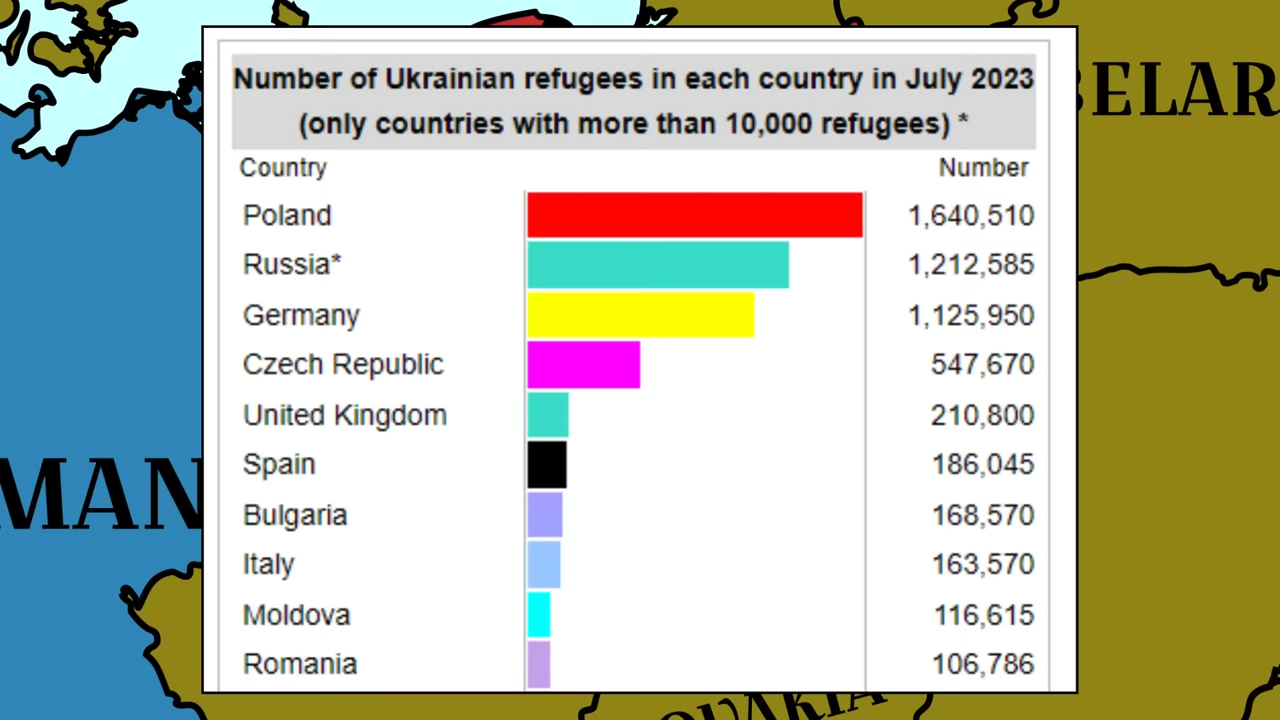 Number of Ukrainian refugees in each country in July 2023
(only countries with more than 10,000 refugees) *
Country Number
Poland 1,640,510
Russia* 1,212,585
Germany 1,125,950
Czech Republic 547,670
United Kingdom 210,800
Spain 186,045
Bulgaria 168,570
Italy 163,570
Moldova 116,615
Romania 106,786
BELAR
MAN